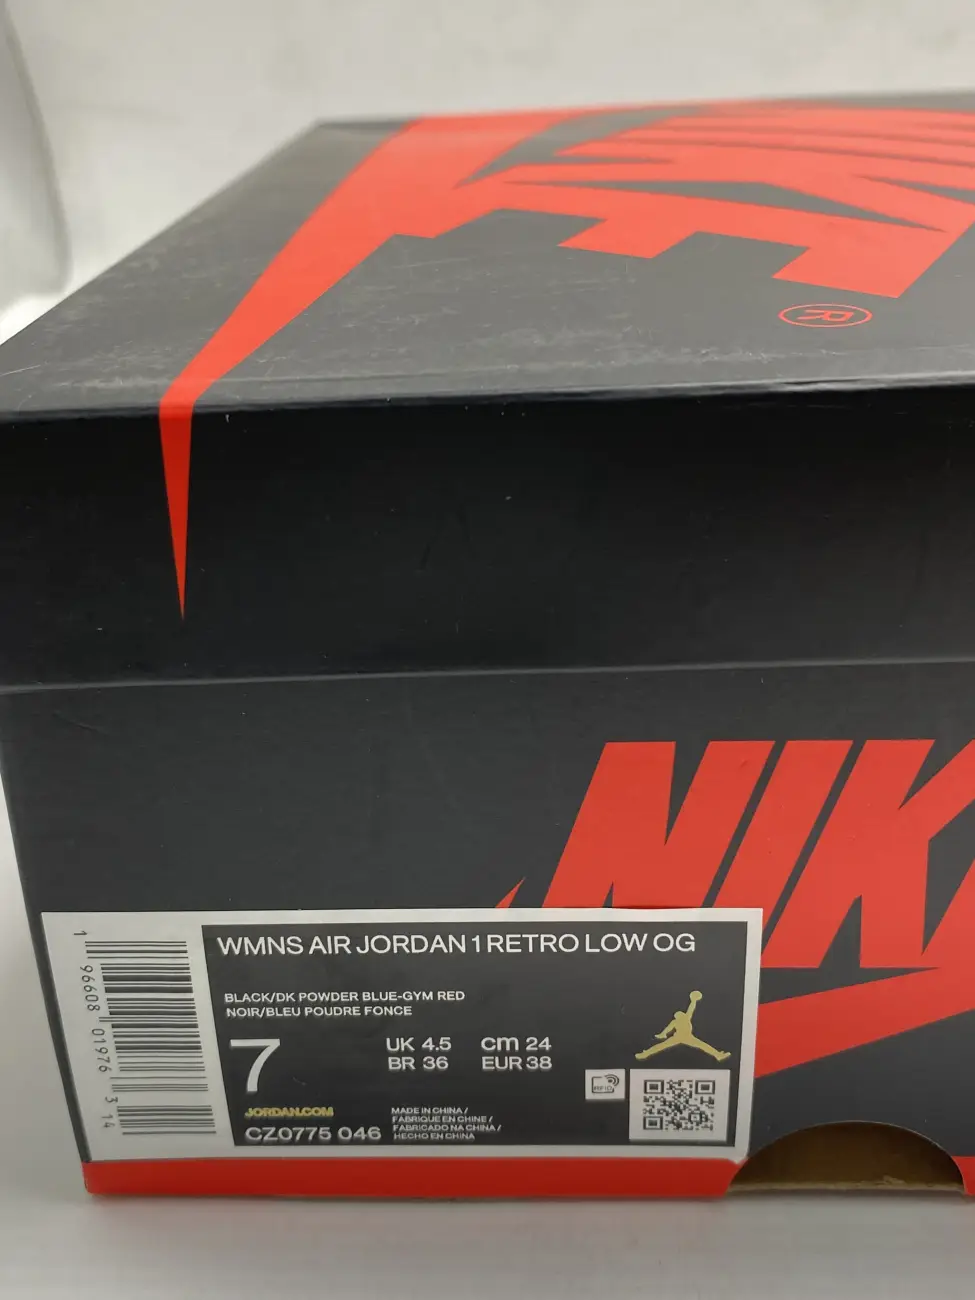 ®
NIK
WMNS AIR JORDAN 1 RETRO LOW OG
BLACK/DK POWDER BLUE-GYM RED
NOIR/BLEU POUDRE FONCE
7
UK 4.5 cm 24
BR 36 EUR 38
RFID
JORDAN.COM
CZ0775 046
MADE IN CHINA /
FABRIQUE EN CHINE /
FABRICADO NA CHINA /
HECHO EN CHINA
1 96608 01976 3 14